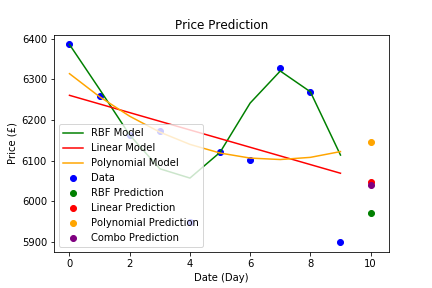 Price Prediction
6400
6300
6200
6100
6000
5900
Price (£)
RBF Model
Linear Model
Polynomial Model
Data
RBF Prediction
Linear Prediction
Polynomial Prediction
Combo Prediction
0 2 4 6 8 10
Date (Day)